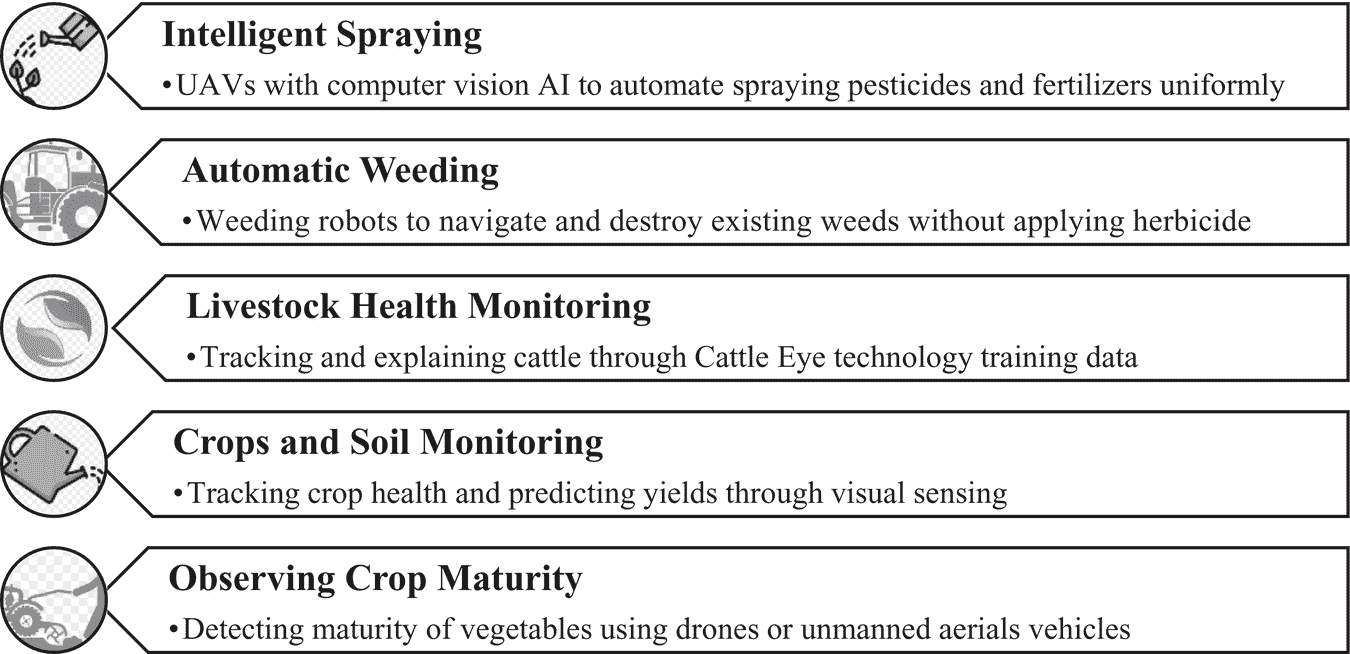 Intelligent Spraying
•UAVs with computer vision AI to automate spraying pesticides and fertilizers uniformly
Automatic Weeding
•Weeding robots to navigate and destroy existing weeds without applying herbicide
Livestock Health Monitoring
•Tracking and explaining cattle through Cattle Eye technology training data
Crops and Soil Monitoring
•Tracking crop health and predicting yields through visual sensing
Observing Crop Maturity
•Detecting maturity of vegetables using drones or unmanned aerials vehicles